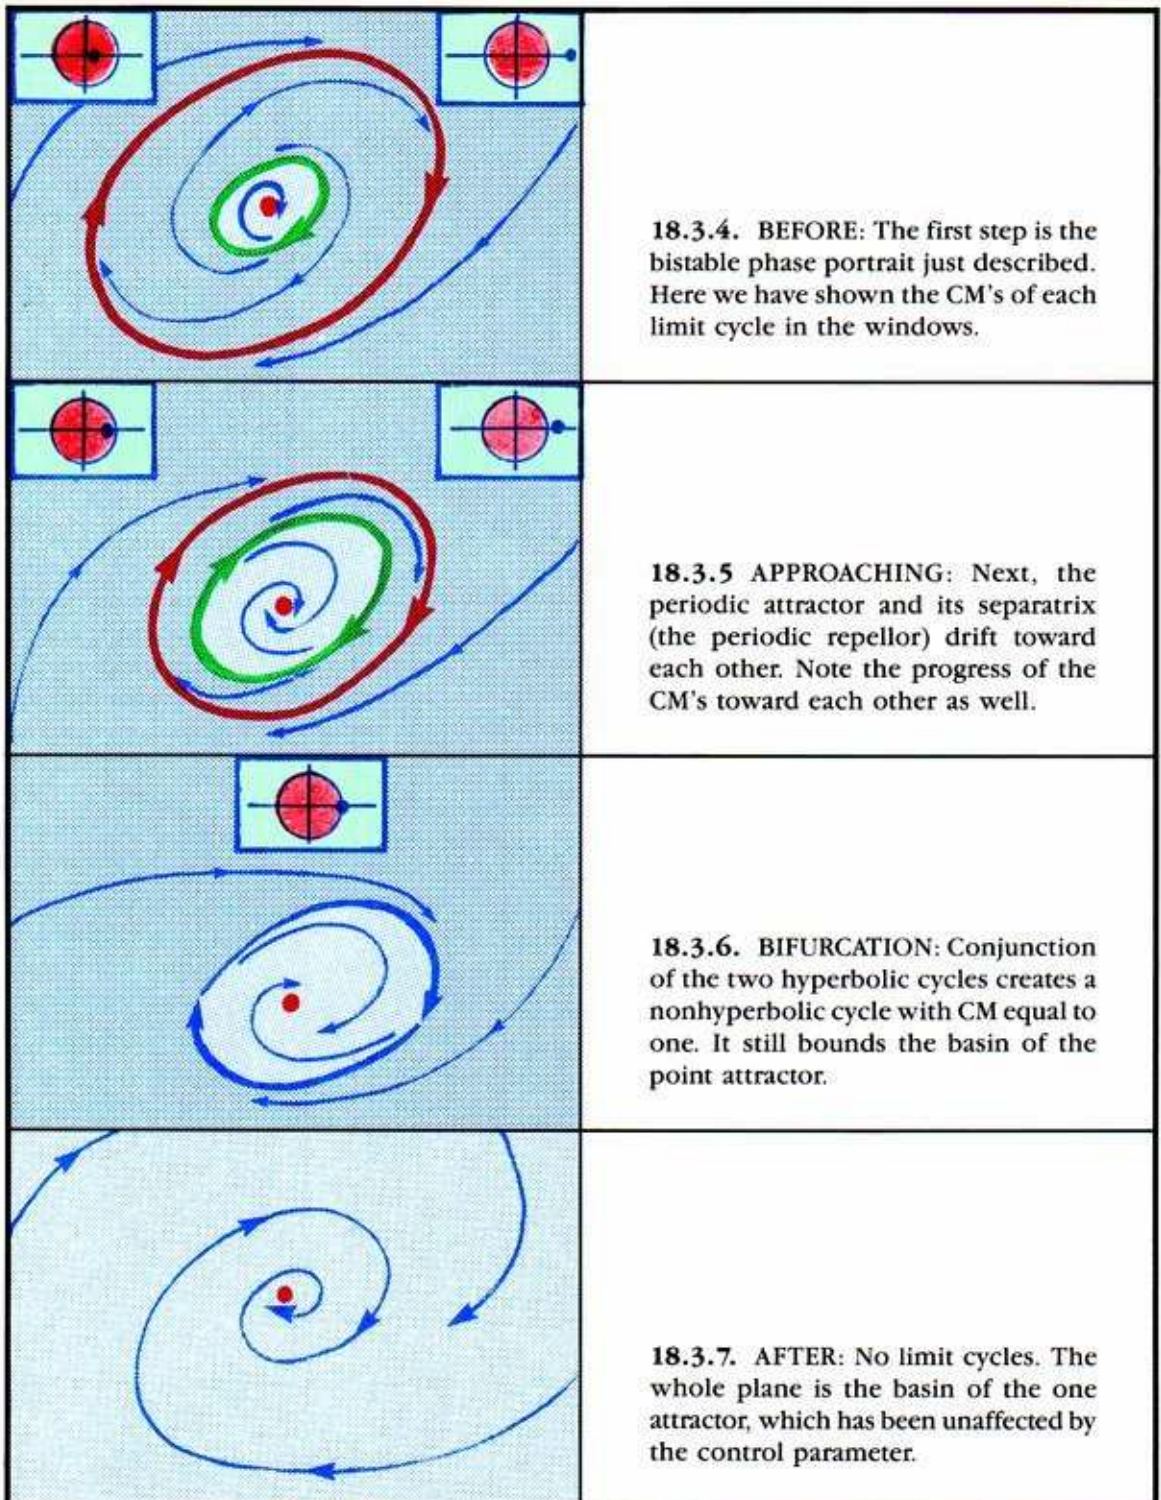 18.3.4. BEFORE: The first step is the
bistable phase portrait just described.
Here we have shown the CM's of each
limit cycle in the windows.
18.3.5 APPROACHING: Next, the
periodic attractor and its separatrix
(the periodic repellor) drift toward
each other. Note the progress of the
CM's toward each other as well.
18.3.6. BIFURCATION: Conjunction
of the two hyperbolic cycles creates a
nonhyperbolic cycle with CM equal to
one. It still bounds the basin of the
point attractor.
18.3.7. AFTER: No limit cycles. The
whole plane is the basin of the one
attractor, which has been unaffected by
the control parameter.